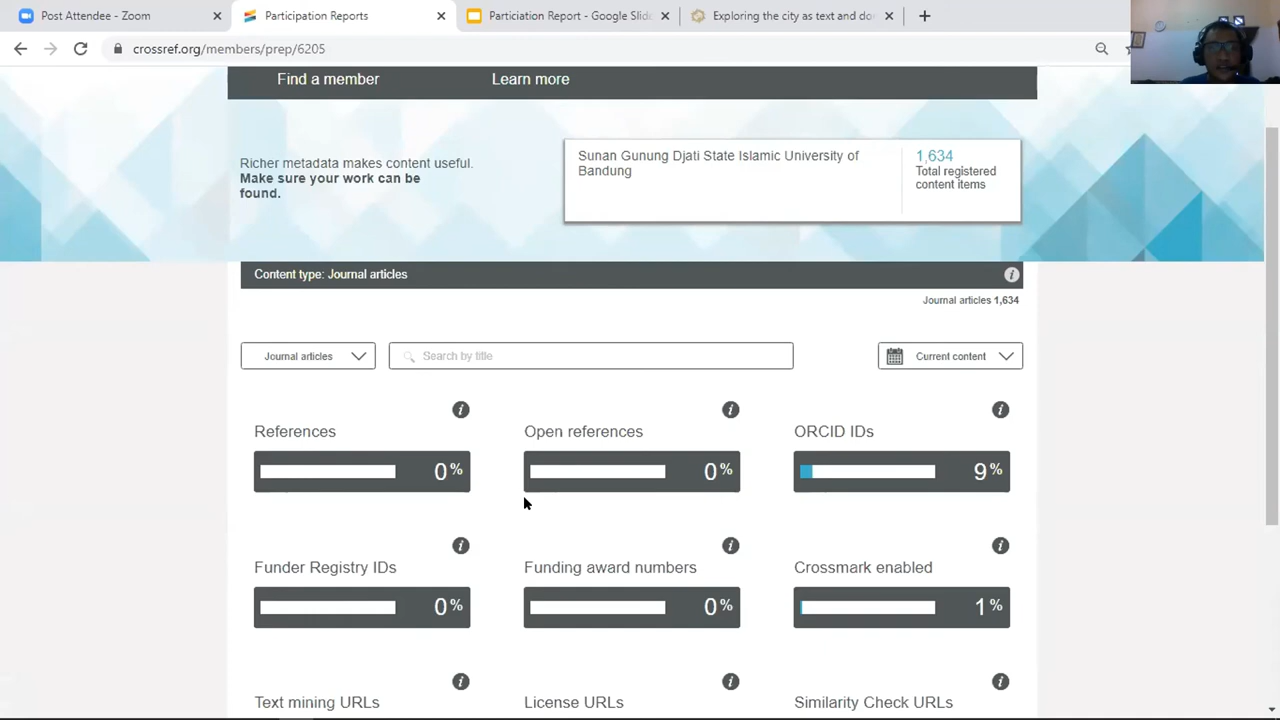 Post Attendee - Zoom
Participation Reports
Particiation Report - Google Slides
Exploring the city as text and do
crossref.org/members/prep/6205
Find a member
Learn more
Richer metadata makes content useful.
Make sure your work can be
found.
Sunan Gunung Djati State Islamic University of
Bandung
1,634
Total registered
content items
Content type: Journal articles
Journal articles 1,634
Journal articles
Search by title
Current content
References
Open references
ORCID IDs
0%
0%
9%
Funder Registry IDs
Funding award numbers
Crossmark enabled
0%
0%
1%
Text mining URLs
License URLs
Similarity Check URLs